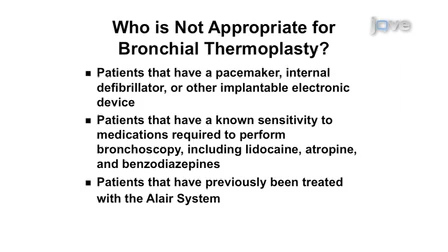 jove
Who is Not Appropriate for
Bronchial Thermoplasty?
Patients that have a pacemaker, internal
defibrillator, or other implantable electronic
device
Patients that have a known sensitivity to
medications required to perform
bronchoscopy, including lidocaine, atropine,
and benzodiazepines
Patients that have previously been treated
with the Alair System